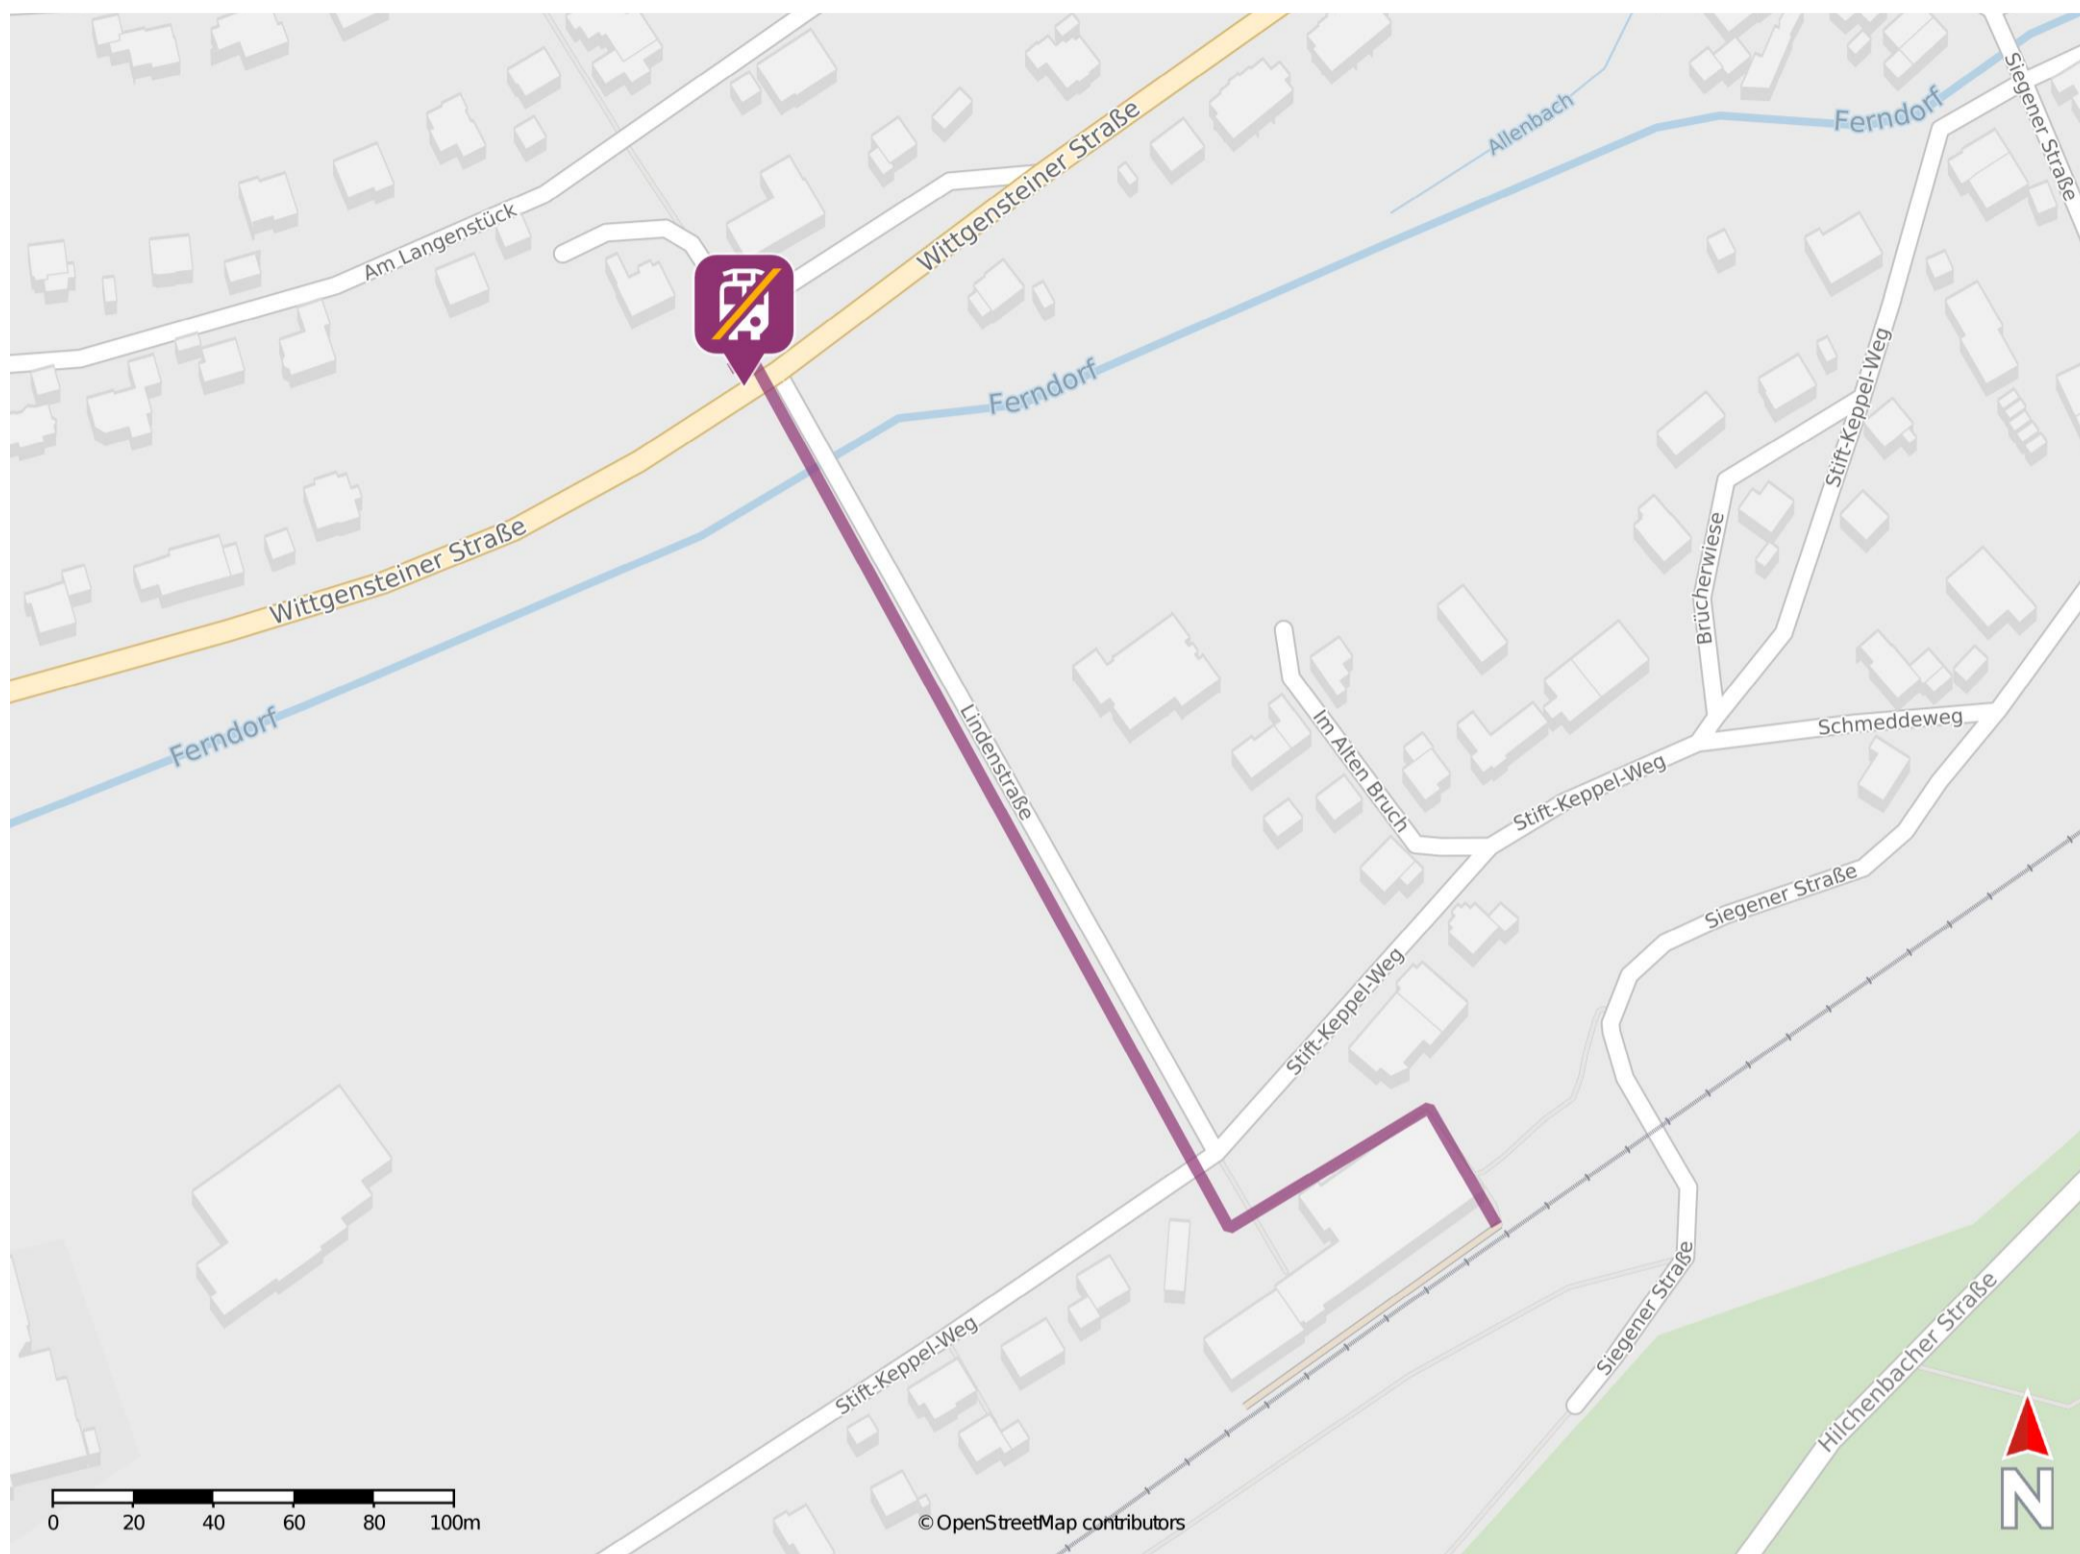 Siegener Straße
Ferndorf
Allenbach
Wittgensteiner Straße
Am Langenstück
Ferndorf
Stift-Keppel-Weg
Wittgensteiner Straße
Brücherwiese
Ferndorf
Lindenstraße
Im Alten Bruch
Schmeddeweg
Stift-Keppel-Weg
Siegener Straße
Stift-Keppel-Weg
Siegener Straße
Stift-Keppel-Weg
Hilchenbacher Straße
N
0 20 40 60 80 100m
© OpenStreetMap contributors